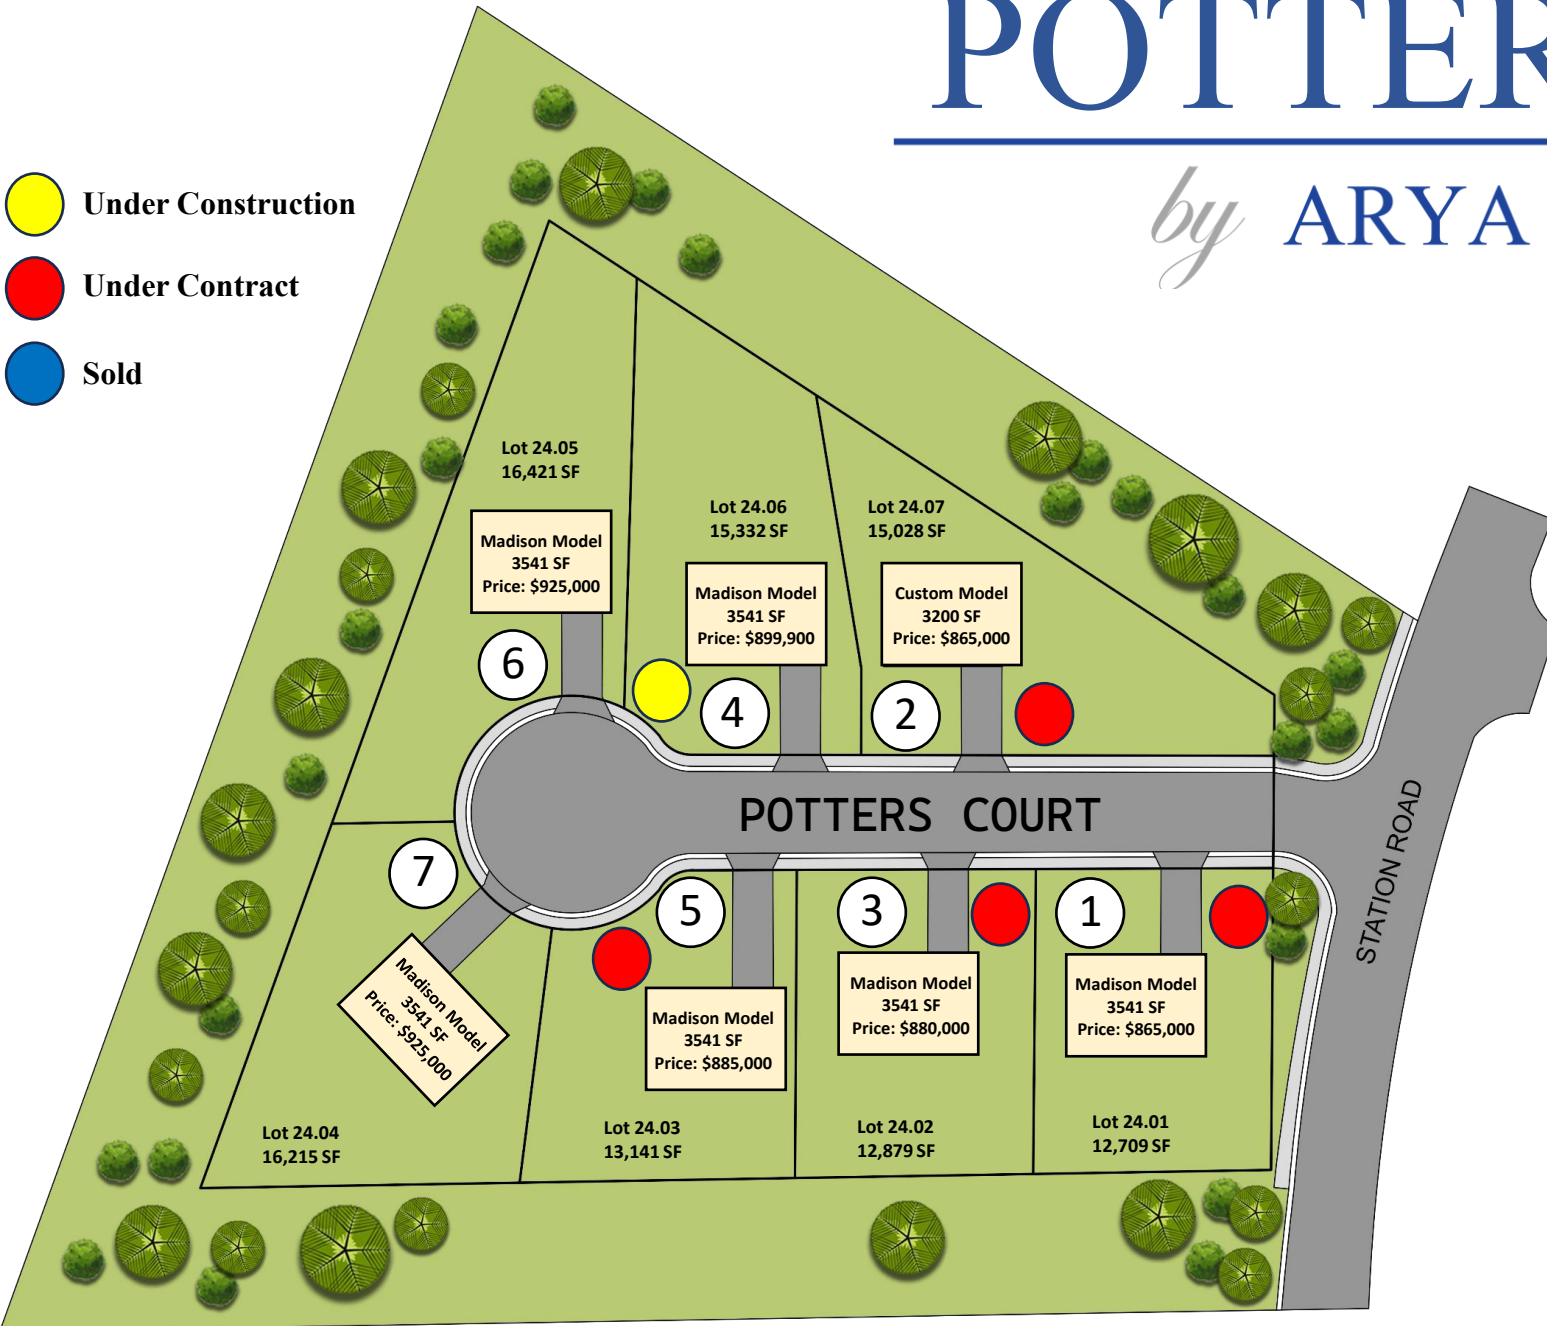 POTTER
by ARYA
Under Construction
Under Contract
Sold
Lot 24.05
16,421 SF
Madison Model
3541 SF
Price: $925,000
6
Lot 24.06
15,332 SF
Madison Model
3541 SF
Price: $899,900
4
Lot 24.07
15,028 SF
Custom Model
3200 SF
Price: $865,000
2
POTTERS COURT
STATION ROAD
7
Madison Model
3541 SF
Price: $925,000
Lot 24.04
16,215 SF
5
Madison Model
3541 SF
Price: $885,000
Lot 24.03
13,141 SF
3
Madison Model
3541 SF
Price: $880,000
Lot 24.02
12,879 SF
1
Madison Model
3541 SF
Price: $865,000
Lot 24.01
12,709 SF